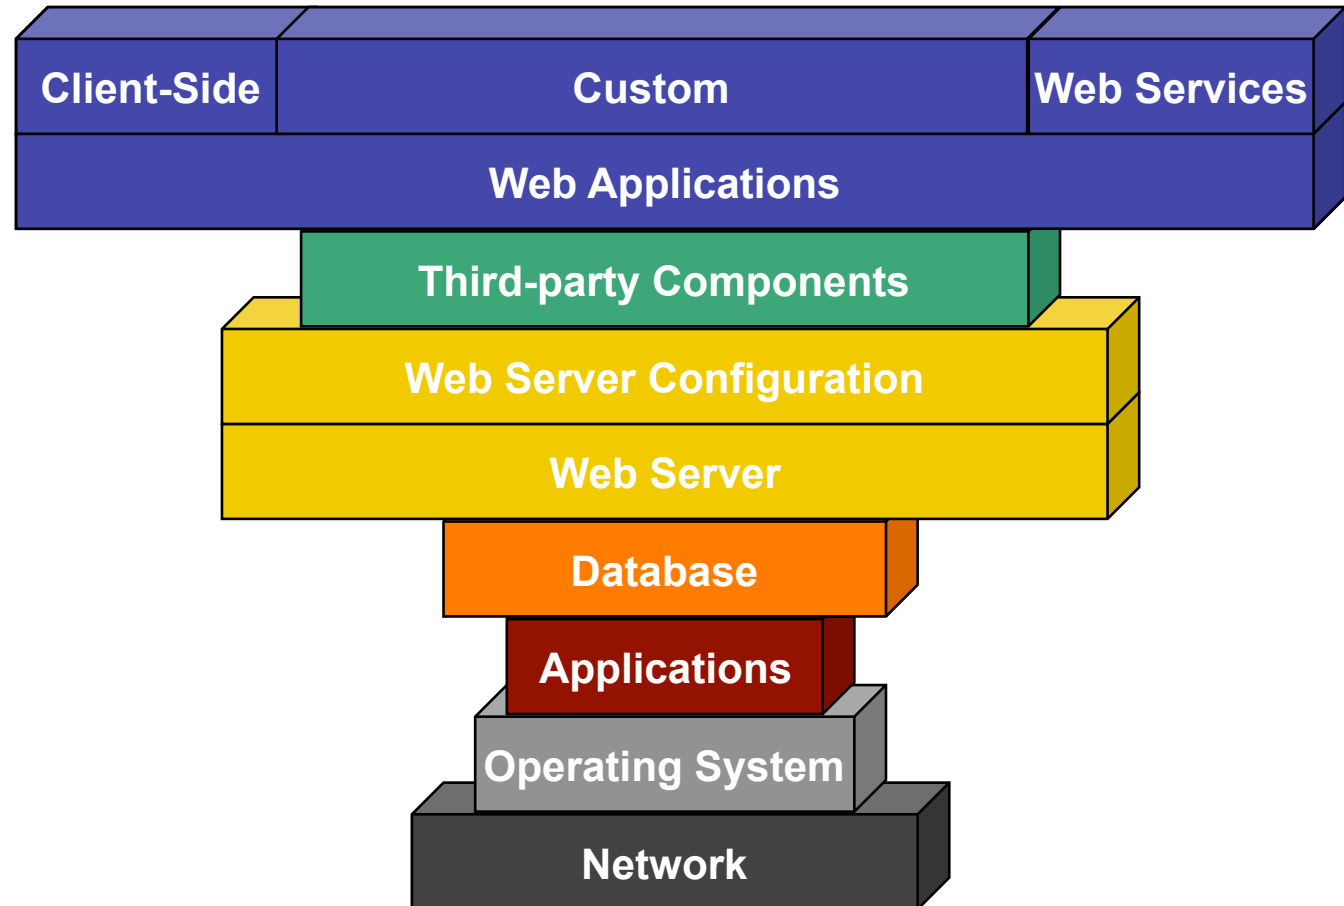 Client-Side Custom Web Services
Web Applications
Third-party Components
Web Server Configuration
Web Server
Database
Applications
Operating System
Network